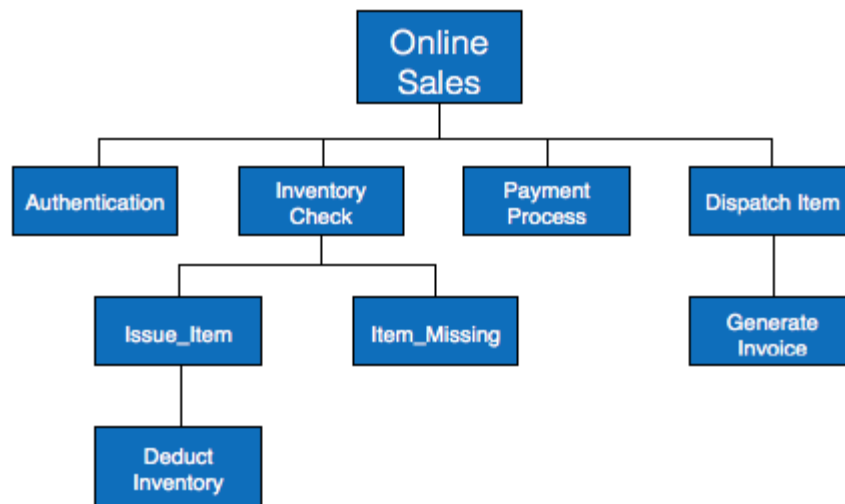 Online
Sales
Authentication
Inventory
Check
Payment
Process
Dispatch Item
Issue_Item
Item_Missing
Generate
Invoice
Deduct
Inventory